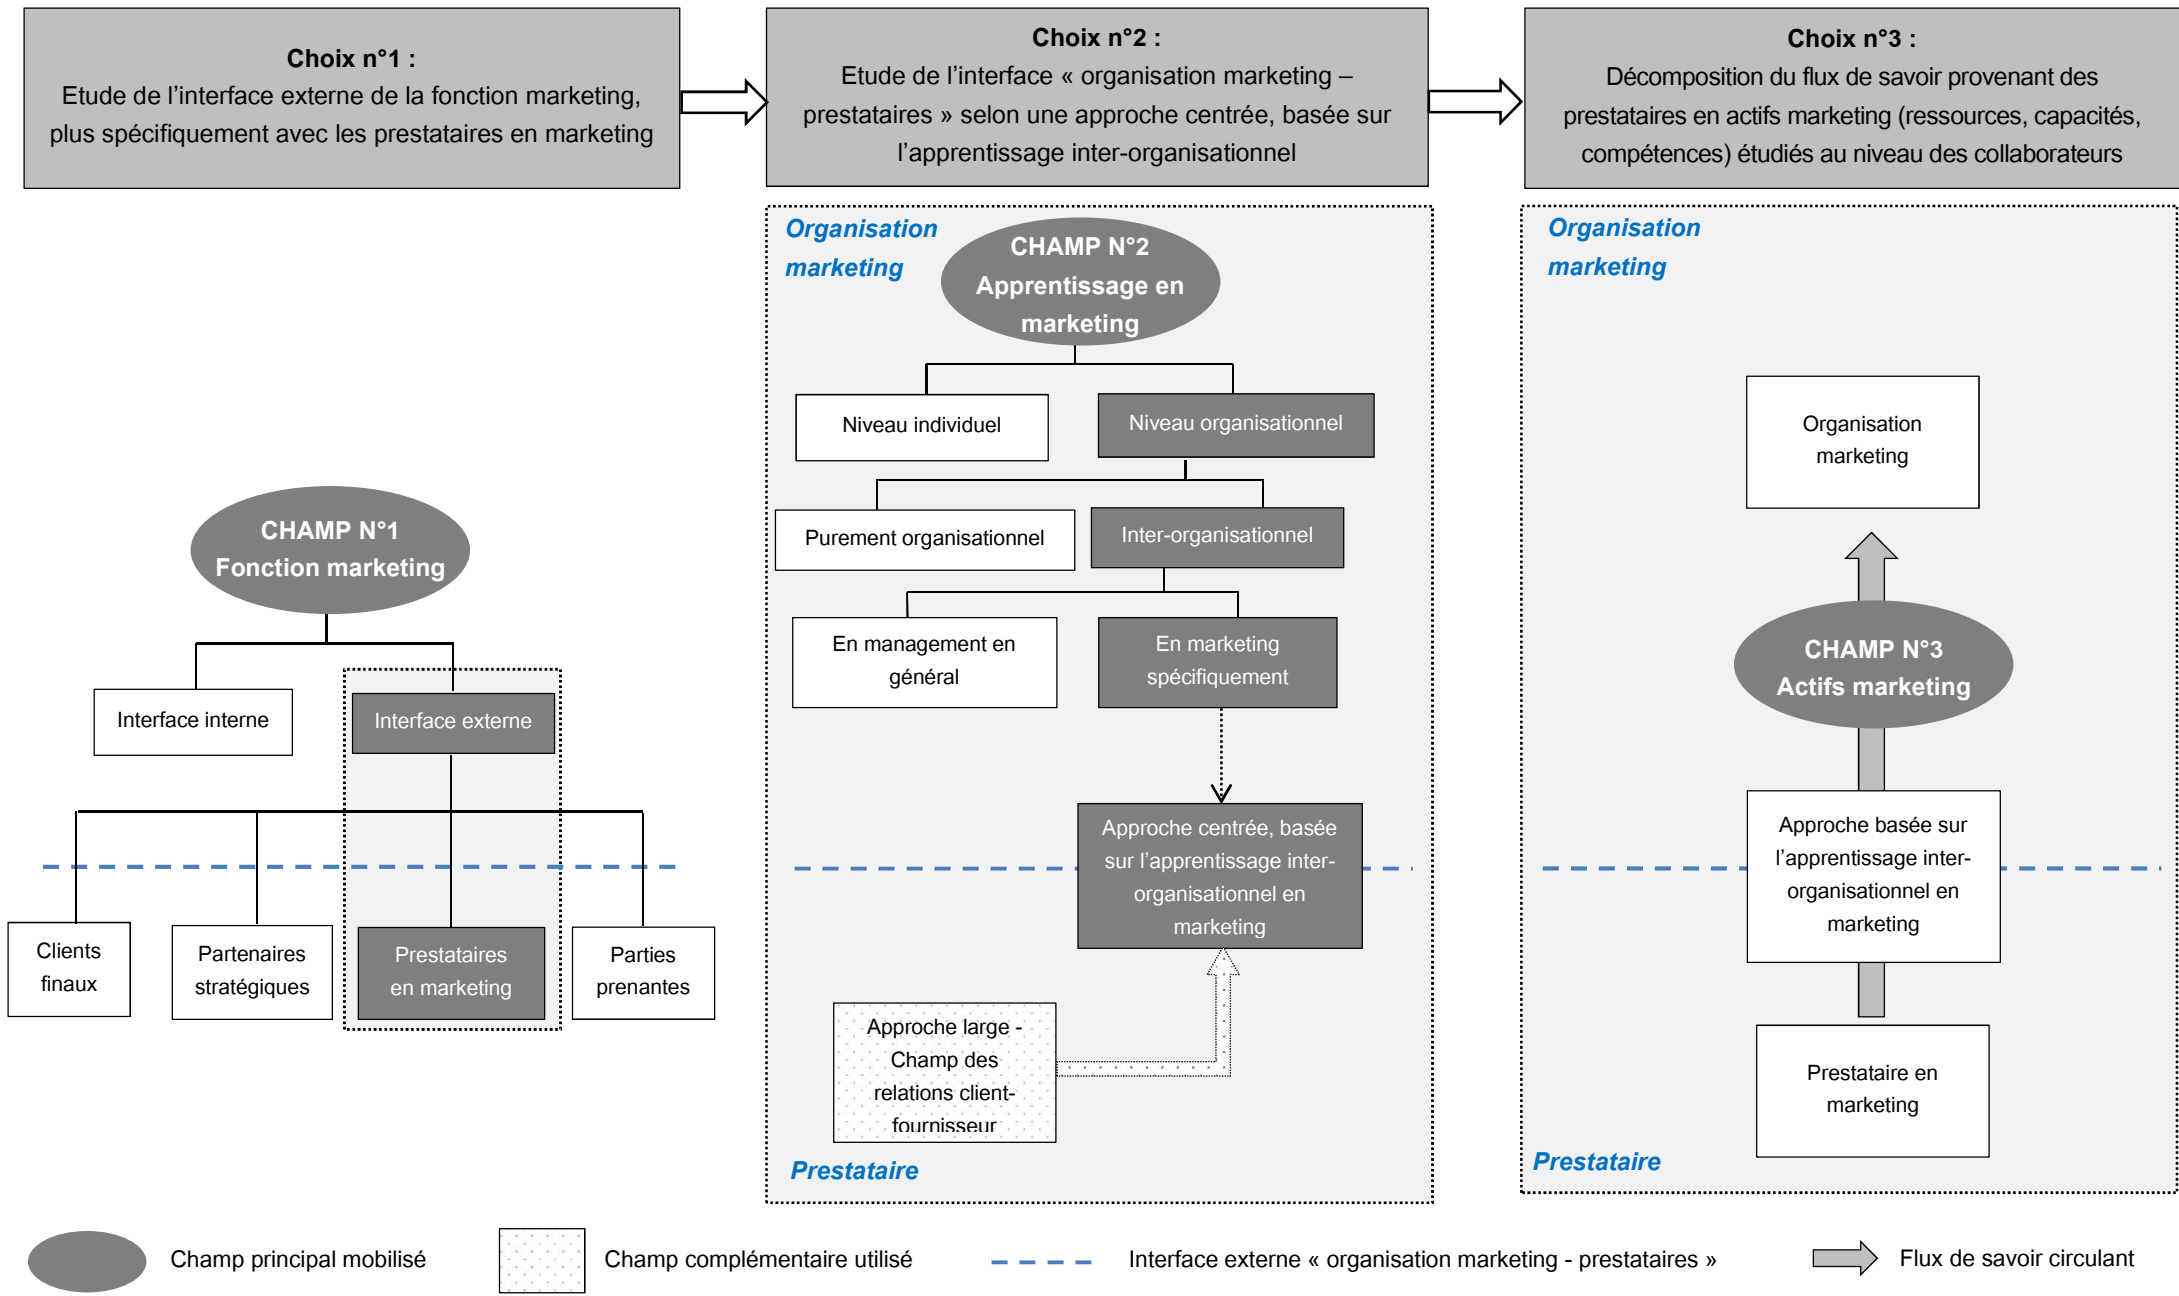 Choix n°1 :
Etude de l’interface externe de la fonction marketing,
plus spécifiquement avec les prestataires en marketing
Choix n°2 :
Etude de l’interface « organisation marketing –
prestataires » selon une approche centrée, basée sur
l’apprentissage inter-organisationnel
Choix n°3 :
Décomposition du flux de savoir provenant des
prestataires en actifs marketing (ressources, capacités,
compétences) étudiés au niveau des collaborateurs
CHAMP N°1
Fonction marketing
Interface interne
Interface externe
Clients
finaux
Partenaires
stratégiques
Prestataires
en marketing
Parties
prenantes
Organisation
marketing
CHAMP N°2
Apprentissage en
marketing
Niveau individuel
Niveau organisationnel
Purement organisationnel
Inter-organisationnel
En management en
général
En marketing
spécifiquement
Approche centrée, basée
sur l’apprentissage inter-
organisationnel en
marketing
Approche large -
Champ des
relations client-
fournisseur
Prestataire
Organisation
marketing
Organisation
marketing
CHAMP N°3
Actifs marketing
Approche basée sur
l’apprentissage inter-
organisationnel en
marketing
Prestataire en
marketing
Prestataire
Champ principal mobilisé
Champ complémentaire utilisé
Interface externe « organisation marketing - prestataires »
Flux de savoir circulant